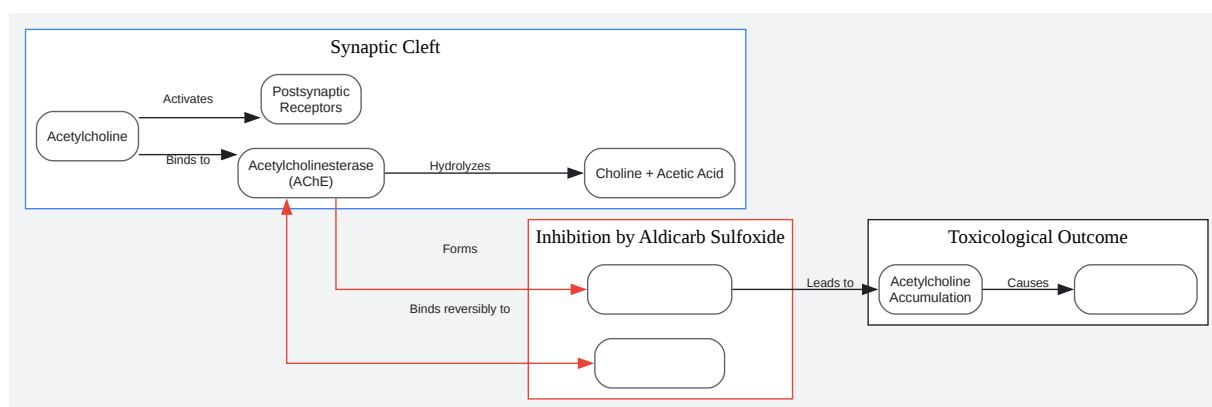 Synaptic Cleft
Activates
Postsynaptic
Receptors
Acetylcholine
Binds to
Acetylcholinesterase
(AChE)
Hydrolyzes
Choline + Acetic Acid
Forms
Binds reversibly to
Inhibition by Aldicarb Sulfoxide
Leads to
Toxicological Outcome
Acetylcholine
Accumulation
Causes